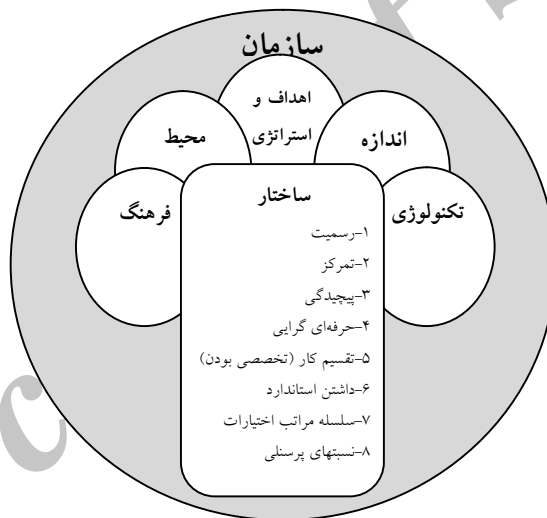 سازمان
اهداف و
استراتژی
محیط
اندازه
فرهنگ
تکنولوژی
ساختار
۱-رسمیت
۲-تمرکز
۳-پیچیدگی
۴-حرفه‌ای گرایی
۵-تقسیم کار (تخصصی بودن)
۶-داشتن استاندارد
۷-سلسله مراتب اختیارات
۸-نسبتهای پرسنلی